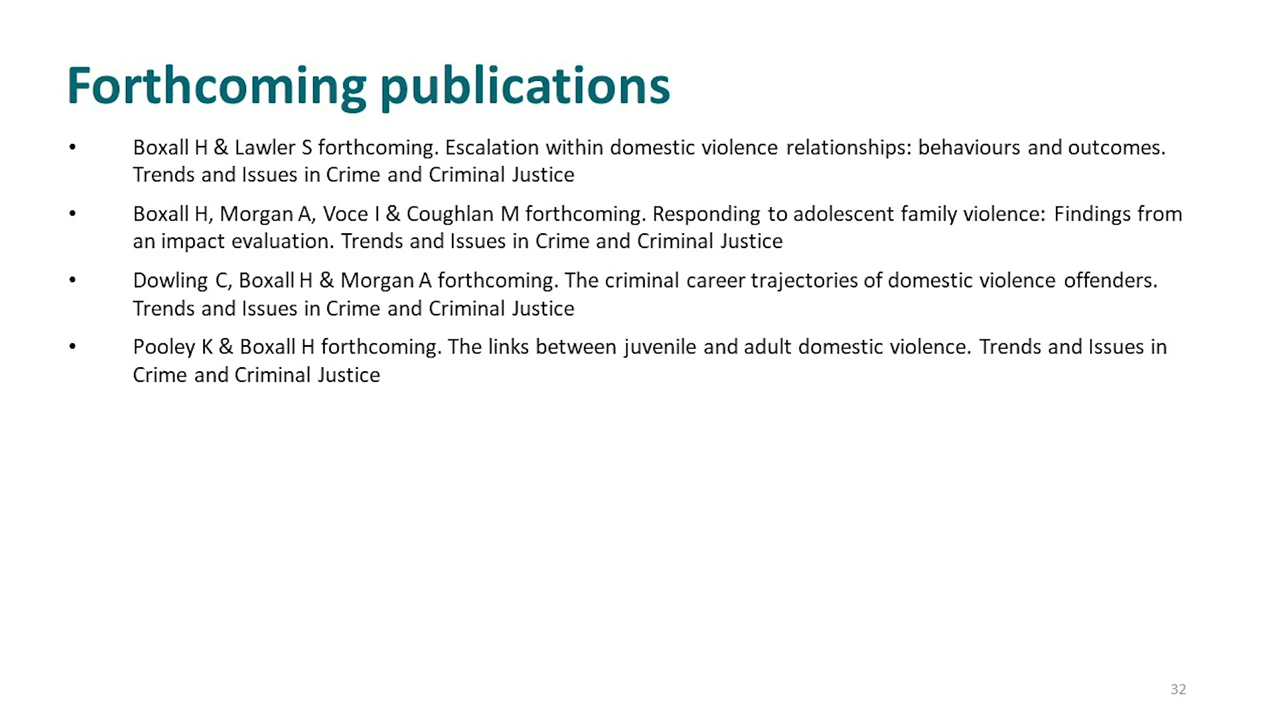 Forthcoming publications
• Boxall H & Lawler S forthcoming. Escalation within domestic violence relationships: behaviours and outcomes.
Trends and Issues in Crime and Criminal Justice
• Boxall H, Morgan A, Voce I & Coughlan M forthcoming. Responding to adolescent family violence: Findings from
an impact evaluation. Trends and Issues in Crime and Criminal Justice
• Dowling C, Boxall H & Morgan A forthcoming. The criminal career trajectories of domestic violence offenders.
Trends and Issues in Crime and Criminal Justice
• Pooley K & Boxall H forthcoming. The links between juvenile and adult domestic violence. Trends and Issues in
Crime and Criminal Justice
32